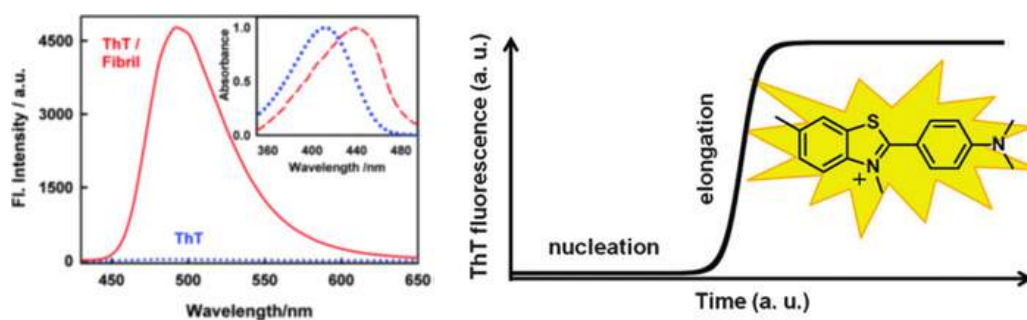 Fl. Intensity / a.u.
4500
3000
1500
0
ThT /
Fibril
ThT
450
500
550
600
650
Wavelength/nm
Absorbance
1.0
0.5
0.0
360
400
440
480
Wavelength /nm
ThT fluorescence (a. u.)
nucleation
elongation
Time (a. u.)
S
N
+
N